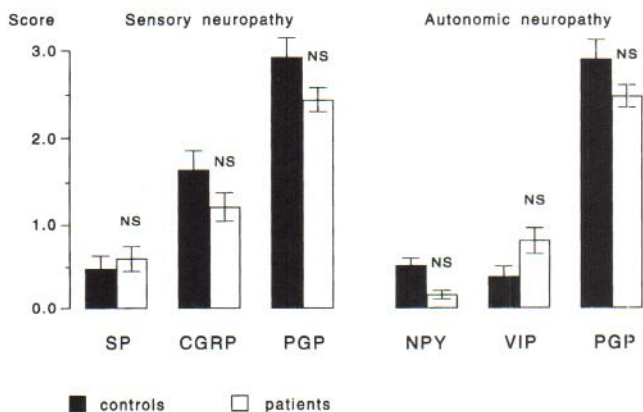 Score Sensory neuropathy Autonomic neuropathy
3.0 NS NS
2.0
NS
1.0 NS NS
NS
0.0
SP CGRP PGP NPY VIP PGP
controls patients